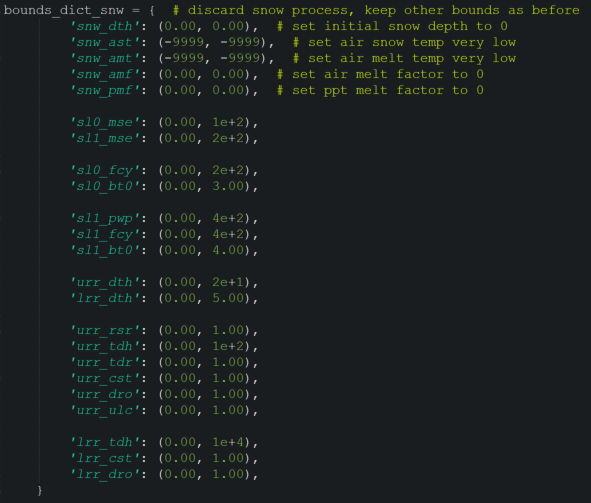 bounds_dict_snw = {  # discard snow process, keep other bounds as before
'snw_dth': (0.00, 0.00),  # set initial snow depth to 0
'snw_ast': (-9999, -9999),  # set air snow temp very low
'snw_amt': (-9999, -9999),  # set air melt temp very low
'snw_amf': (0.00, 0.00),  # set air melt factor to 0
'snw_pmf': (0.00, 0.00),  # set ppt melt factor to 0
'sl0_mse': (0.00, 1e+2),
'sl1_mse': (0.00, 2e+2),
'sl0_fcy': (0.00, 2e+2),
'sl0_bt0': (0.00, 3.00),
'sl1_pwp': (0.00, 4e+2),
'sl1_fcy': (0.00, 4e+2),
'sl1_bt0': (0.00, 4.00),
'urr_dth': (0.00, 2e+1),
'lrr_dth': (0.00, 5.00),
'urr_rsr': (0.00, 1.00),
'urr_tdh': (0.00, 1e+2),
'urr_tdr': (0.00, 1.00),
'urr_cst': (0.00, 1.00),
'urr_dro': (0.00, 1.00),
'urr_ulc': (0.00, 1.00),
'lrr_tdh': (0.00, 1e+4),
'lrr_cst': (0.00, 1.00),
'lrr_dro': (0.00, 1.00),
}